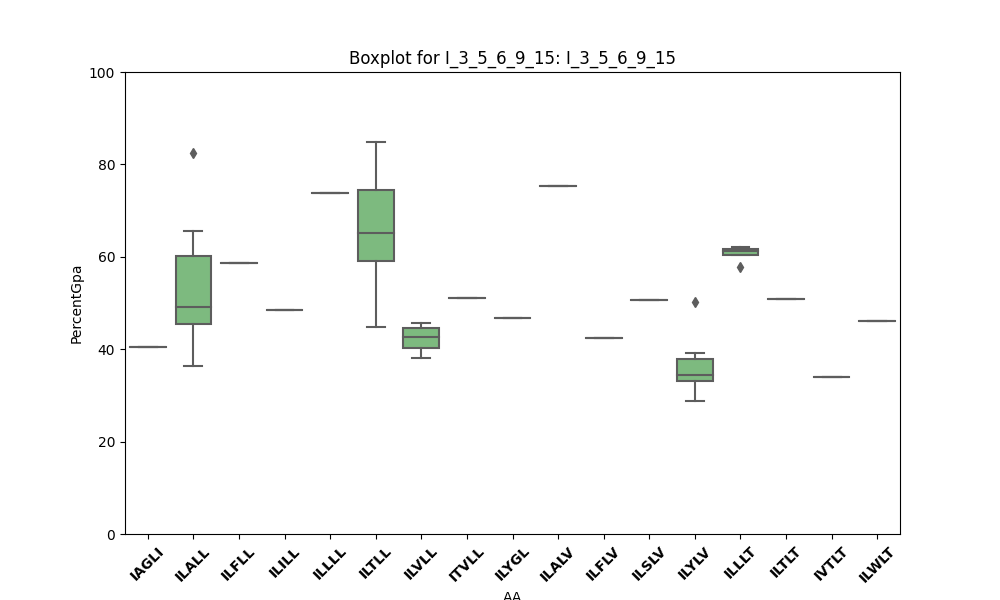 Boxplot for I_3_5_6_9_15: I_3_5_6_9_15
PercentGpa
100
80
60
40
20
0
IAGLI ILALL ILFLL ILILL ILLLL ILTLL ILVLL ITVLL ILYGL ILALV ILFLV ILSLV ILYLV ILLLT ILTLT IVTLT ILWLT
AA